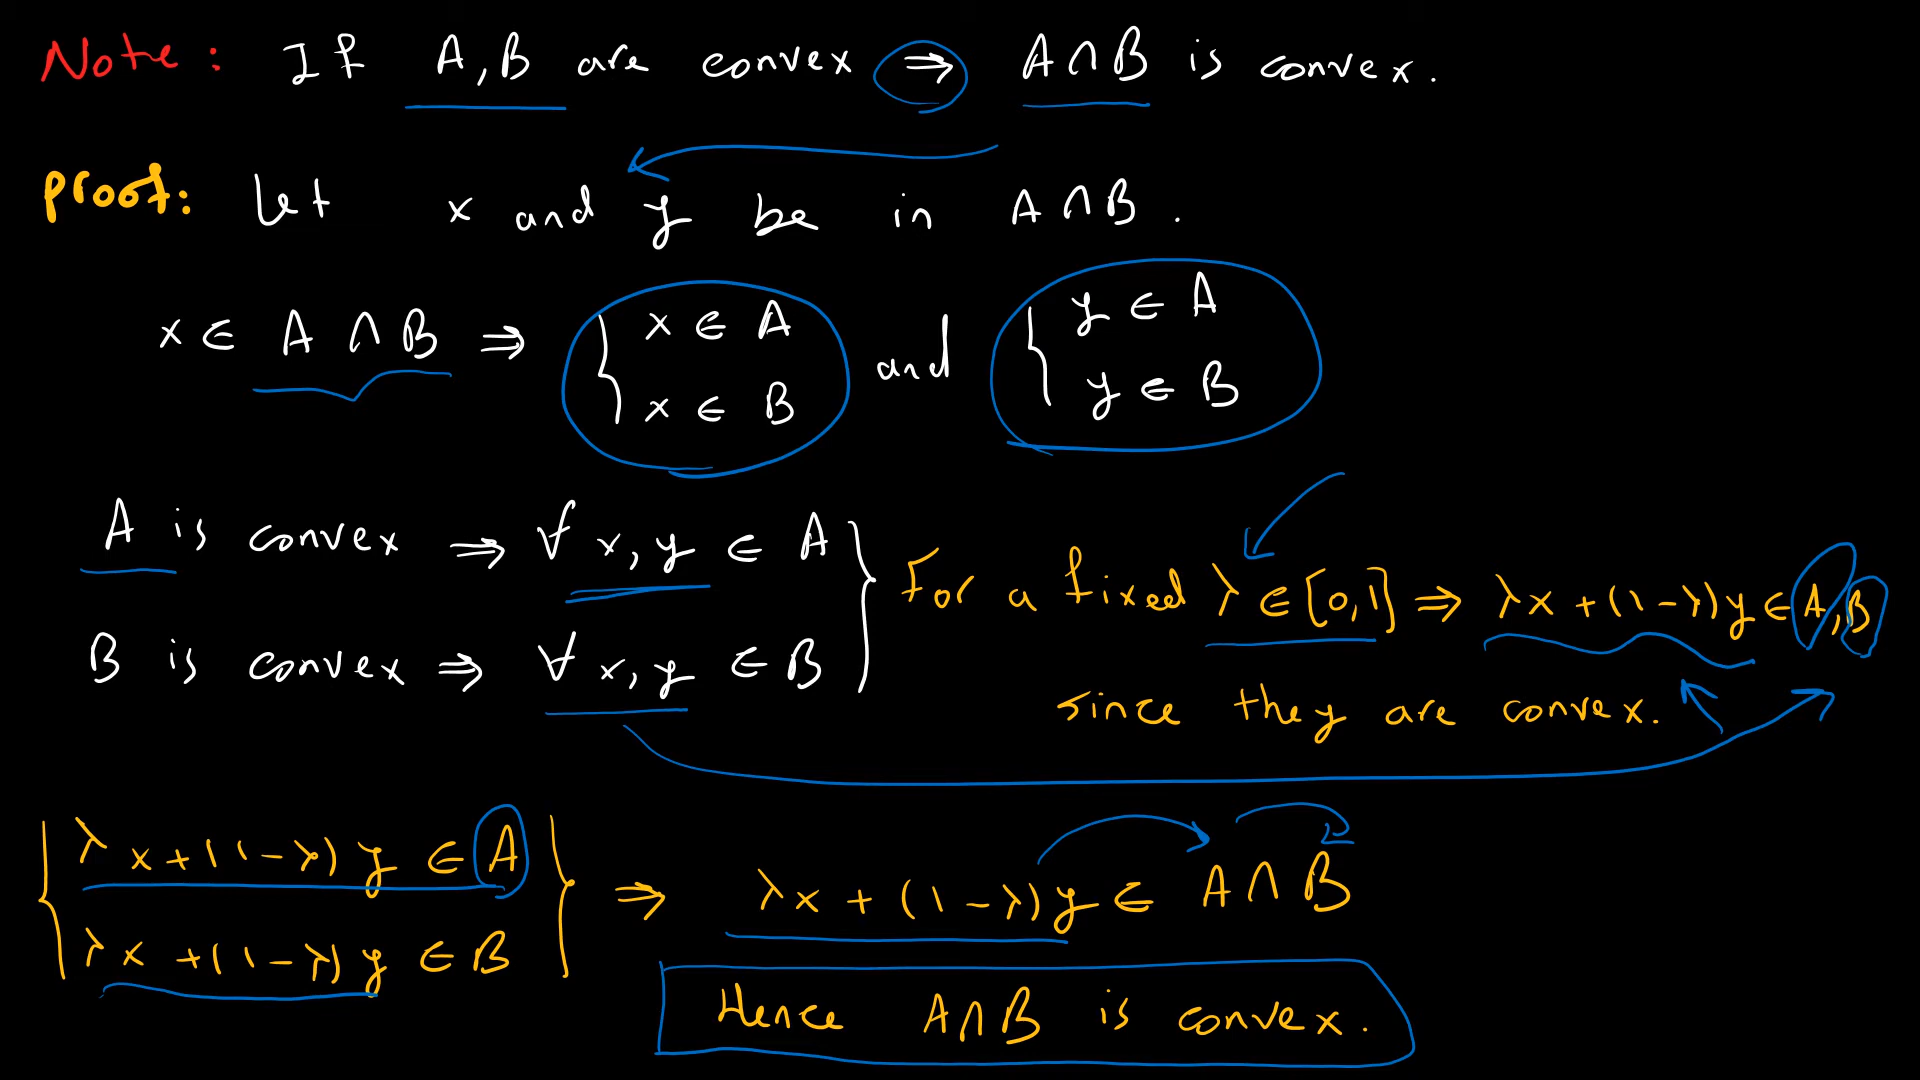 Note: If A, B are convex ⇒ A∩B is convex.
Proof: Let x and y be in A∩B.
x ∈ A∩B ⇒ { x ∈ A x ∈ B and { y ∈ A y ∈ B
A is convex ⇒ ∀ x, y ∈ A
B is convex ⇒ ∀ x, y ∈ B
} For a fixed λ ∈ [0,1] ⇒ λx + (1-λ)y ∈ A, B
since they are convex.
{ λx + (1-λ)y ∈ A
λx + (1-λ)y ∈ B }
⇒ λx + (1-λ)y ∈ A∩B
Hence A∩B is convex.